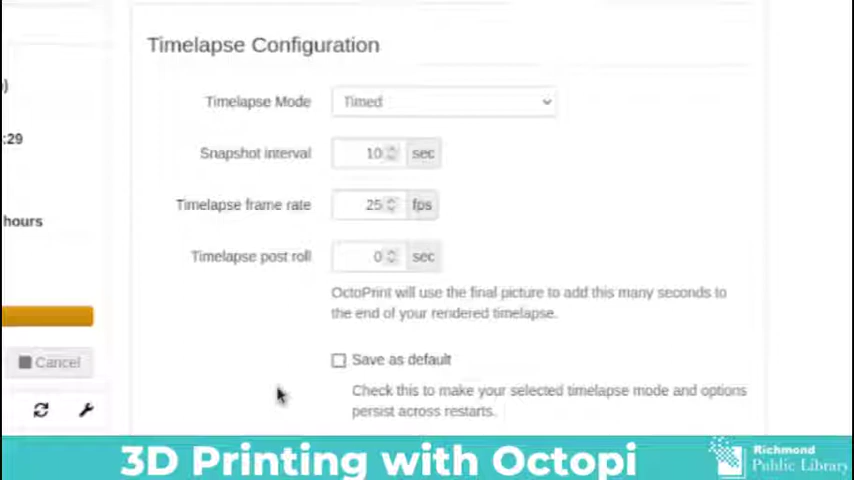 Timelapse Configuration
)
Timelapse Mode Timed
:29
Snapshot interval 10 sec
Timelapse frame rate 25 fps
hours
Timelapse post roll 0 sec
OctoPrint will use the final picture to add this many seconds to
the end of your rendered timelapse.
Cancel
Save as default
Check this to make your selected timelapse mode and options
persist across restarts.
3D Printing with Octopi
Richmond
Public Library